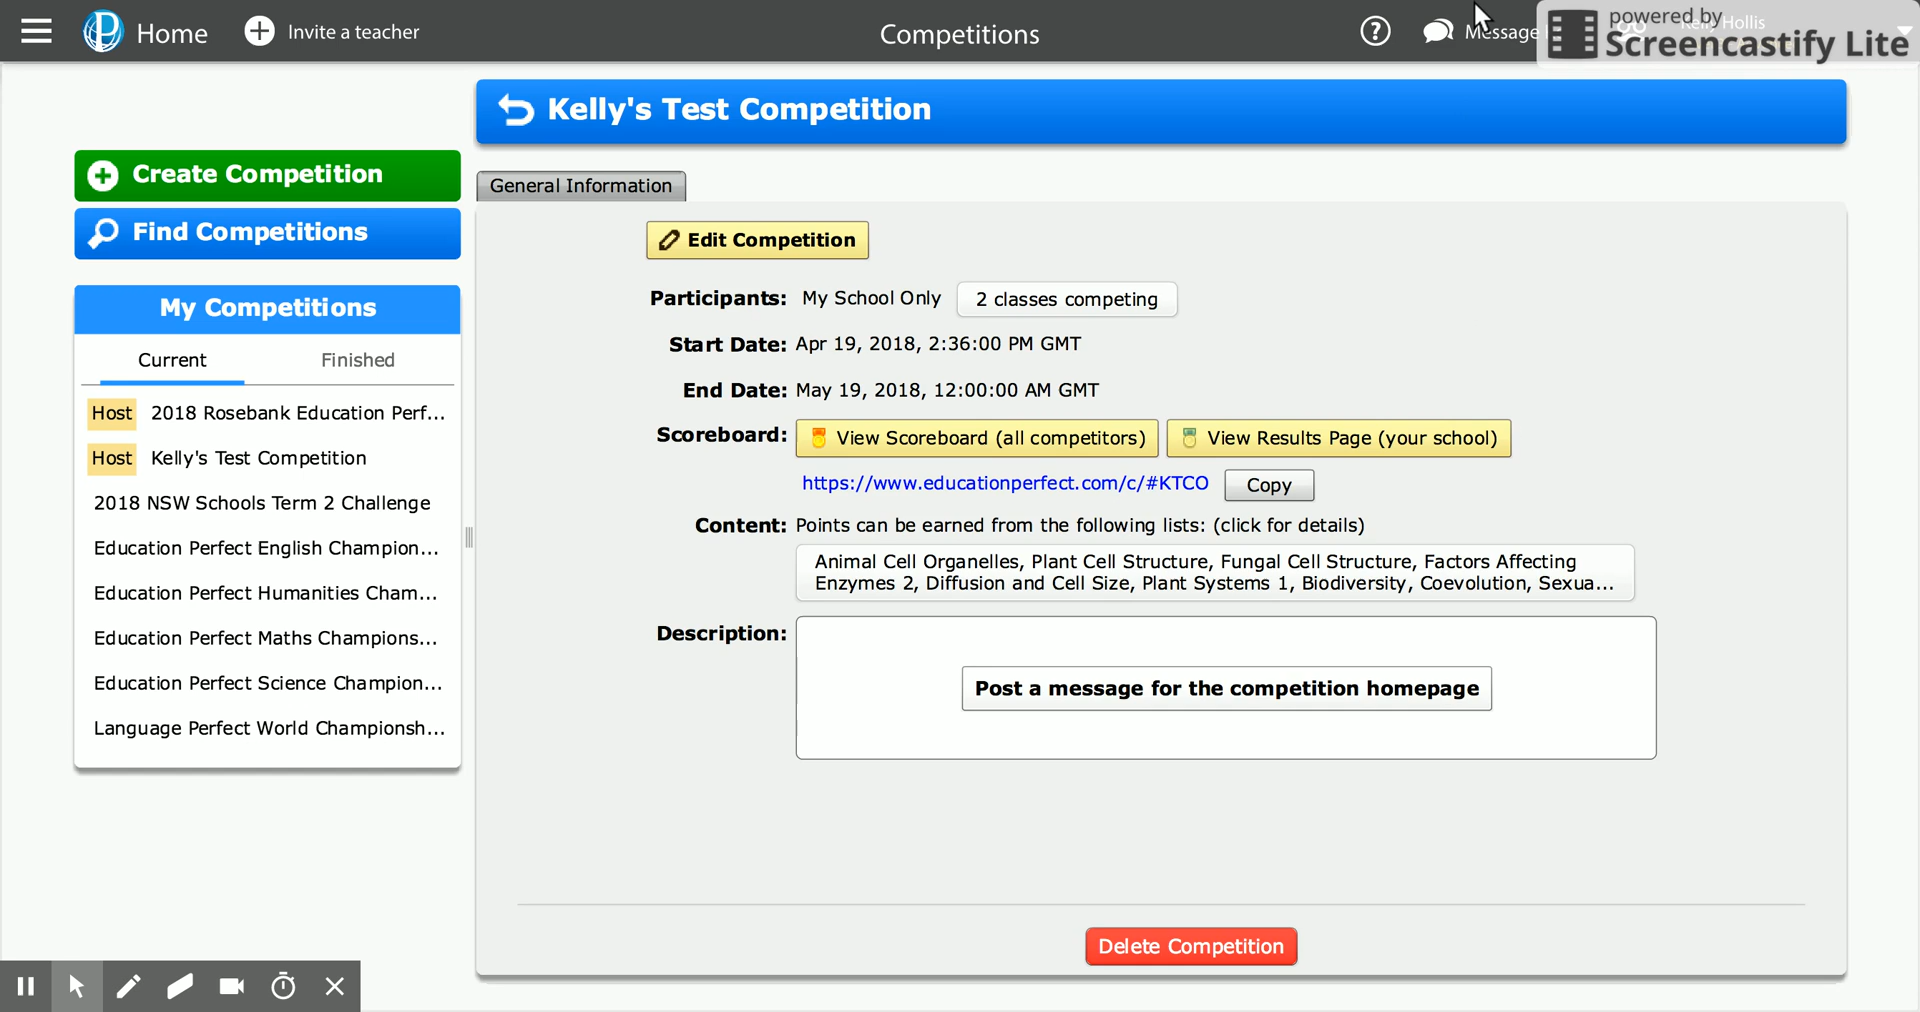 Home
Invite a teacher
Competitions
Message
Kelly Hollis
powered by
Screencastify Lite
Kelly's Test Competition
Create Competition
Find Competitions
My Competitions
Current
Finished
Host 2018 Rosebank Education Perf...
Host Kelly's Test Competition
2018 NSW Schools Term 2 Challenge
Education Perfect English Champion...
Education Perfect Humanities Cham...
Education Perfect Maths Champions...
Education Perfect Science Champion...
Language Perfect World Championsh...
General Information
Edit Competition
Participants: My School Only 2 classes competing
Start Date: Apr 19, 2018, 2:36:00 PM GMT
End Date: May 19, 2018, 12:00:00 AM GMT
Scoreboard: View Scoreboard (all competitors) View Results Page (your school)
https://www.educationperfect.com/c/#KTCO Copy
Content: Points can be earned from the following lists: (click for details)
Animal Cell Organelles, Plant Cell Structure, Fungal Cell Structure, Factors Affecting
Enzymes 2, Diffusion and Cell Size, Plant Systems 1, Biodiversity, Coevolution, Sexua...
Description:
Post a message for the competition homepage
Delete Competition